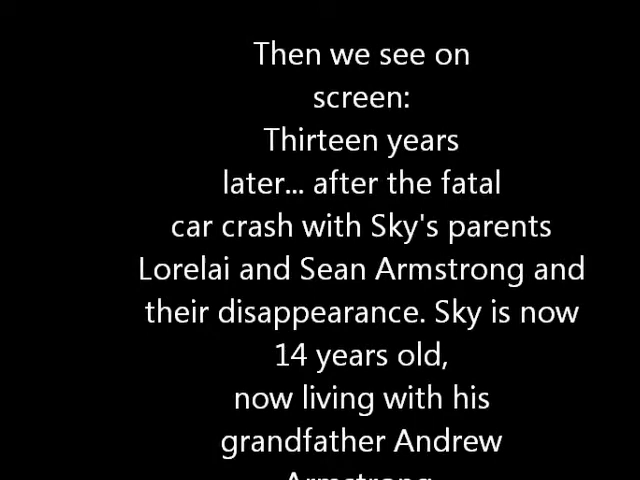 Then we see on
screen:
Thirteen years
later... after the fatal
car crash with Sky's parents
Lorelai and Sean Armstrong and
their disappearance. Sky is now
14 years old,
now living with his
grandfather Andrew
Armstrong